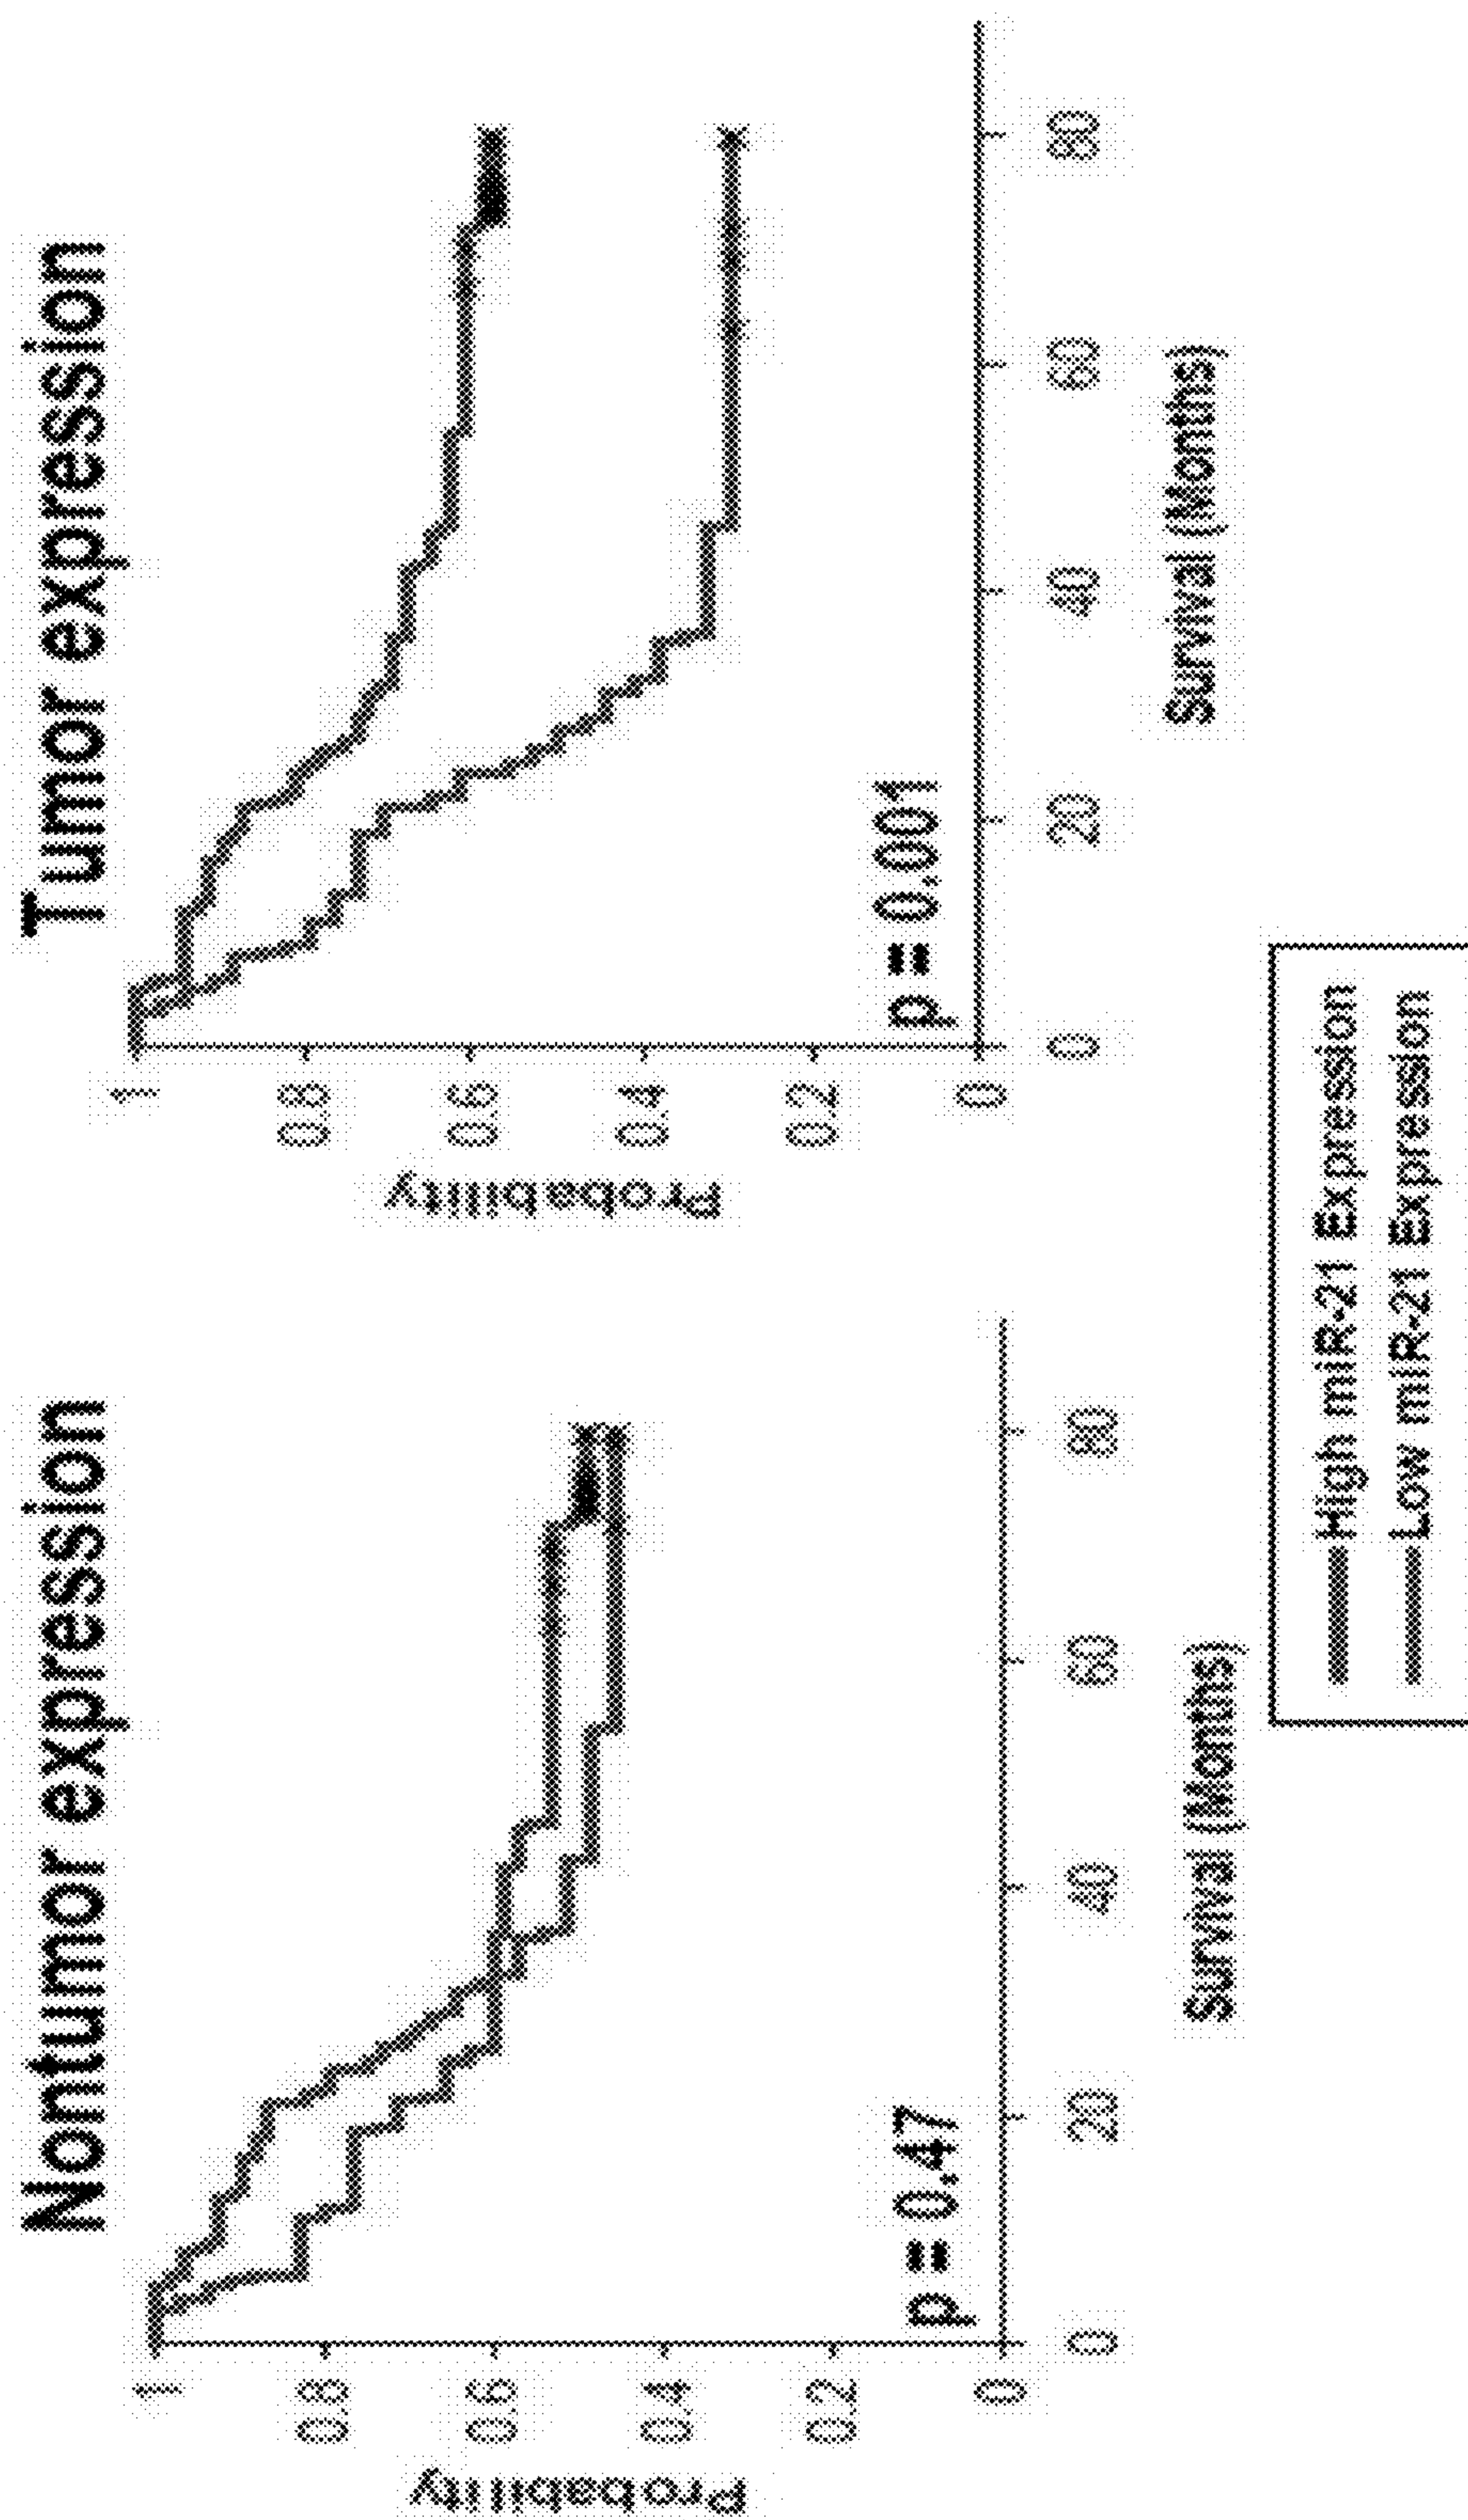 Nontumor expression
Probability
1
0.8
0.6
0.4
0.2
0
p = 0.47
0
20
40
60
80
Survival (Months)
Tumor expression
Probability
1
0.8
0.6
0.4
0.2
0
p = 0.001
0
20
40
60
80
Survival (Months)
High miR-21 Expression
Low miR-21 Expression